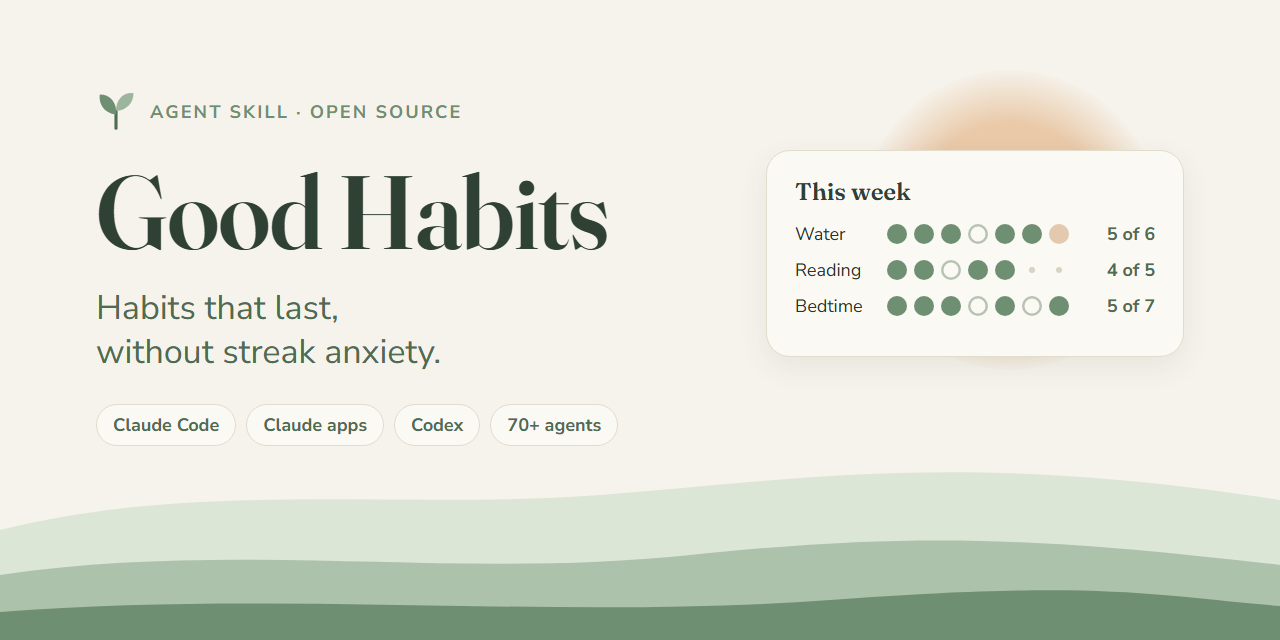 AGENT SKILL · OPEN SOURCE
Good Habits
Habits that last,
without streak anxiety.
Claude Code
Claude apps
Codex
70+ agents
This week
Water 5 of 6
Reading 4 of 5
Bedtime 5 of 7